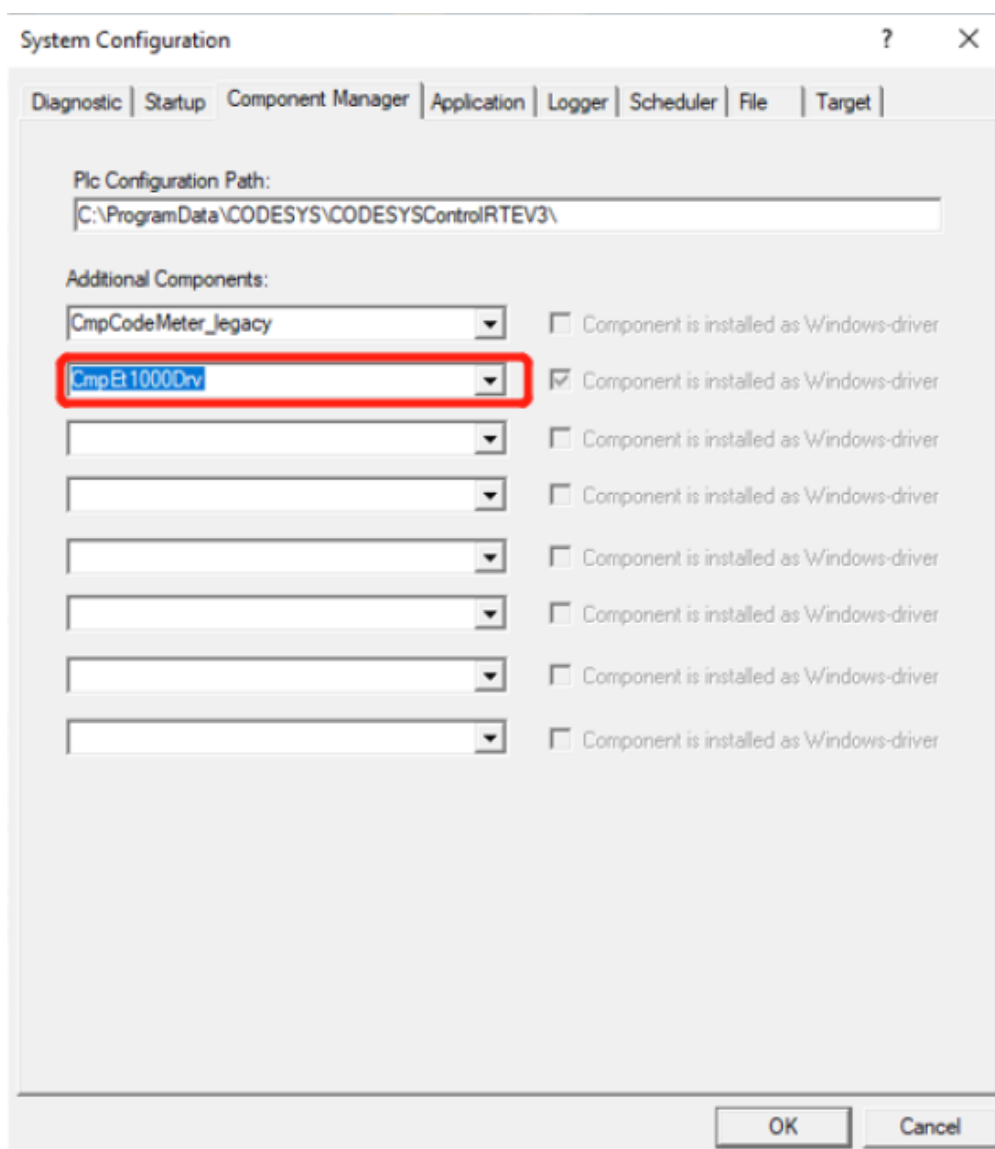 System Configuration ?
Diagnostic Startup Component Manager Application Logger Scheduler File Target
Plc Configuration Path:
C:\ProgramData\CODESYS\CODESYSControlRTEV3\
Additional Components:
CmpCodeMeter_legacy Component is installed as Windows-driver
CmpEt1000Drv Component is installed as Windows-driver
Component is installed as Windows-driver
Component is installed as Windows-driver
Component is installed as Windows-driver
Component is installed as Windows-driver
Component is installed as Windows-driver
Component is installed as Windows-driver
OK Cancel